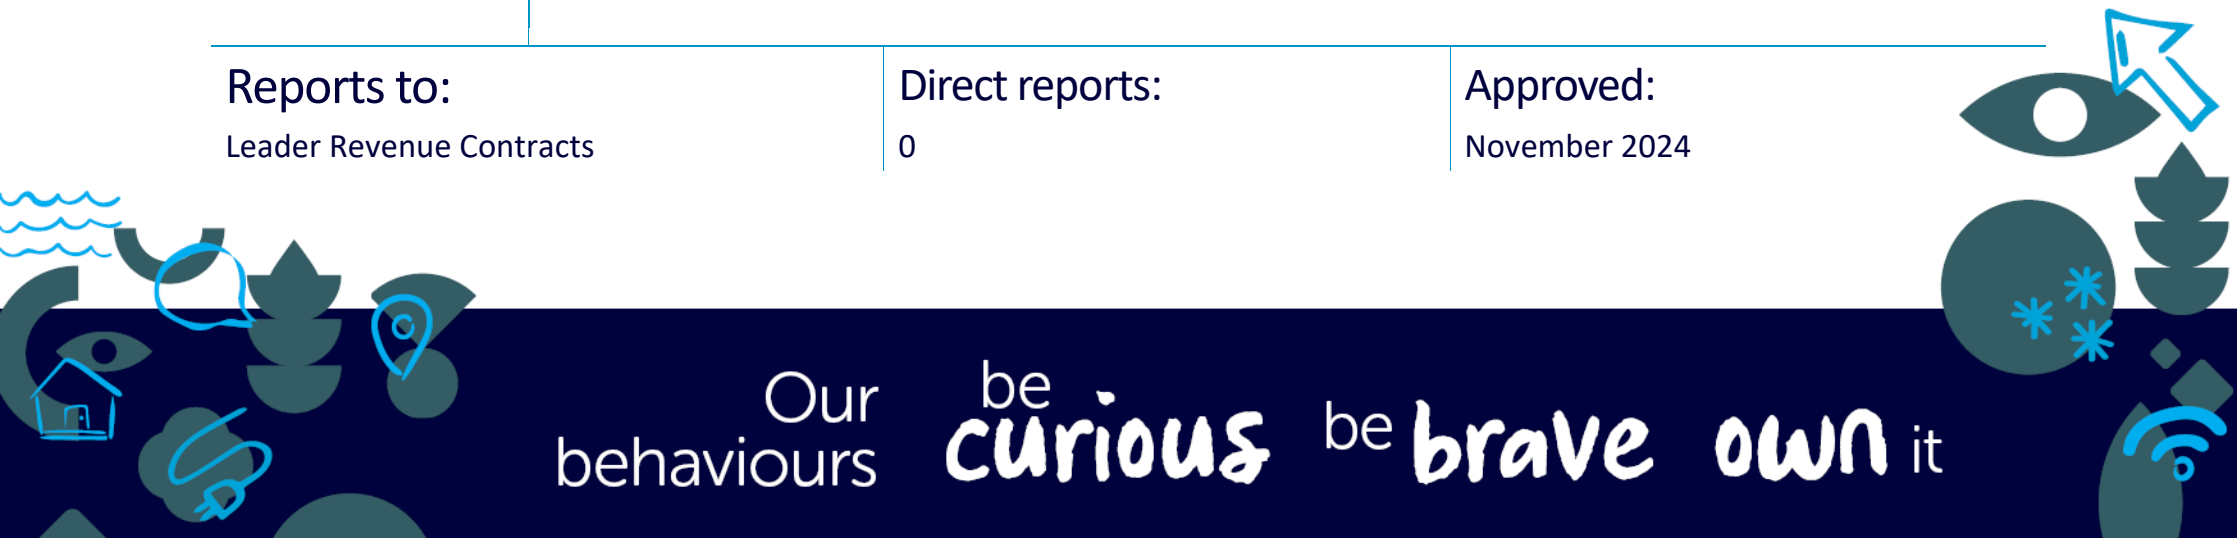 Reports to:
Leader Revenue Contracts
Direct reports:
0
Approved:
November 2024
Our
behaviours
be
curious
be brave
own it